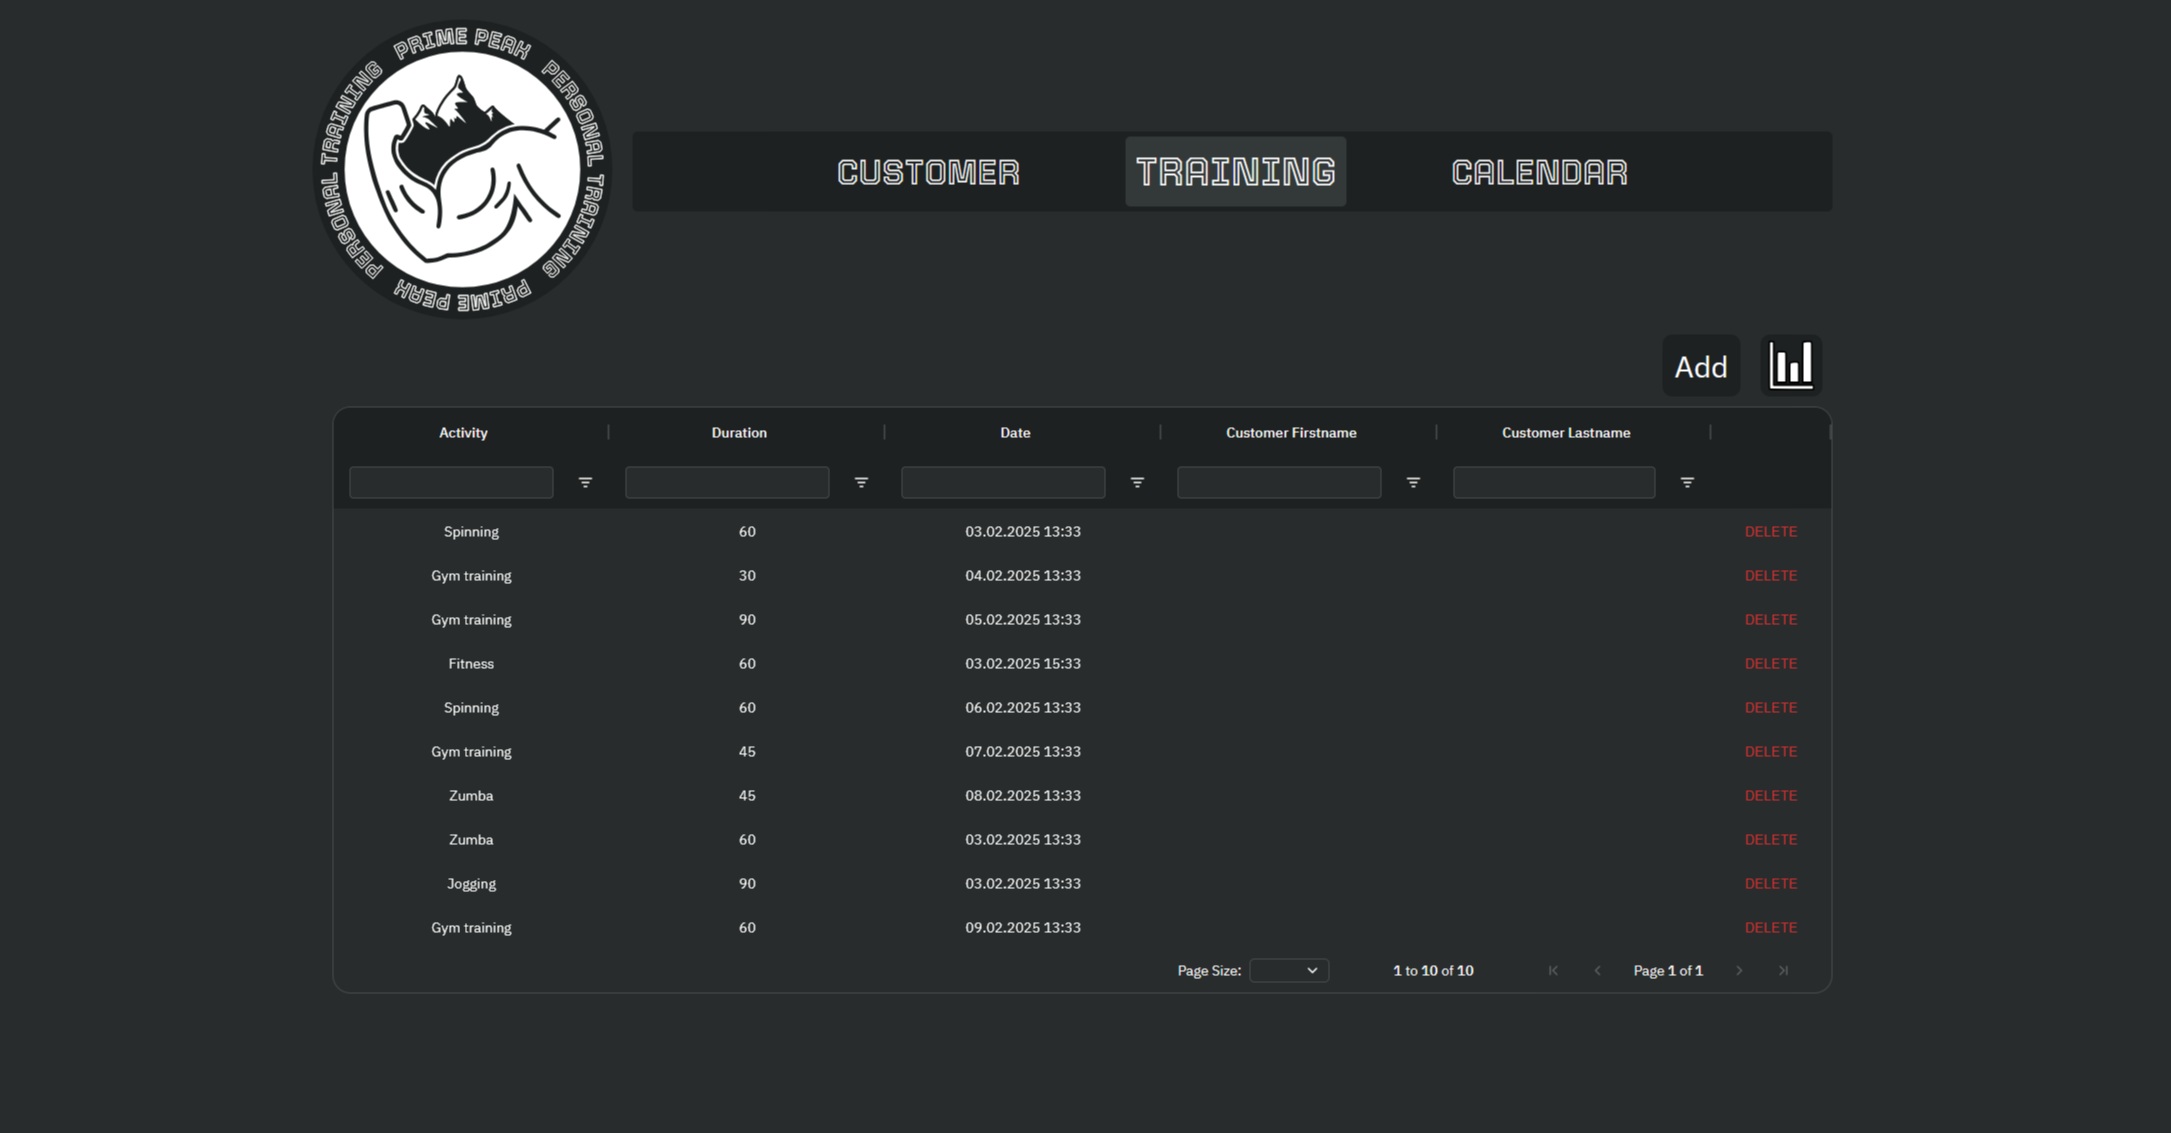 PRIME PEAK PERSONAL TRAINING PRIME PEAK PERSONAL TRAINING
CUSTOMER TRAINING CALENDAR
Add
Activity Duration Date Customer Firstname Customer Lastname
Spinning 60 03.02.2025 13:33 DELETE
Gym training 30 04.02.2025 13:33 DELETE
Gym training 90 05.02.2025 13:33 DELETE
Fitness 60 03.02.2025 15:33 DELETE
Spinning 60 06.02.2025 13:33 DELETE
Gym training 45 07.02.2025 13:33 DELETE
Zumba 45 08.02.2025 13:33 DELETE
Zumba 60 03.02.2025 13:33 DELETE
Jogging 90 03.02.2025 13:33 DELETE
Gym training 60 09.02.2025 13:33 DELETE
Page Size: 1 to 10 of 10 Page 1 of 1